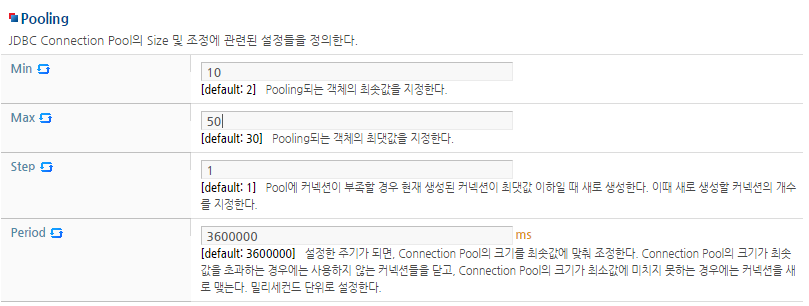 Pooling
JDBC Connection Pool의 Size 및 조정에 관련된 설정들을 정의한다.
Min
10
[default: 2] Pooling되는 객체의 최솟값을 지정한다.
Max
50
[default: 30] Pooling되는 객체의 최댓값을 지정한다.
Step
1
[default: 1] Pool에 커넥션이 부족할 경우 현재 생성된 커넥션이 최댓값 이하일 때 새로 생성한다. 이때 새로 생성할 커넥션의 개수
를 지정한다.
Period
3600000 ms
[default: 3600000] 설정한 주기가 되면, Connection Pool의 크기를 최솟값에 맞춰 조정한다. Connection Pool의 크기가 최솟
값을 초과하는 경우에는 사용하지 않는 커넥션들을 닫고, Connection Pool의 크기가 최소값에 미치지 못하는 경우에는 커넥션을 새
로 맺는다. 밀리세컨드 단위로 설정한다.